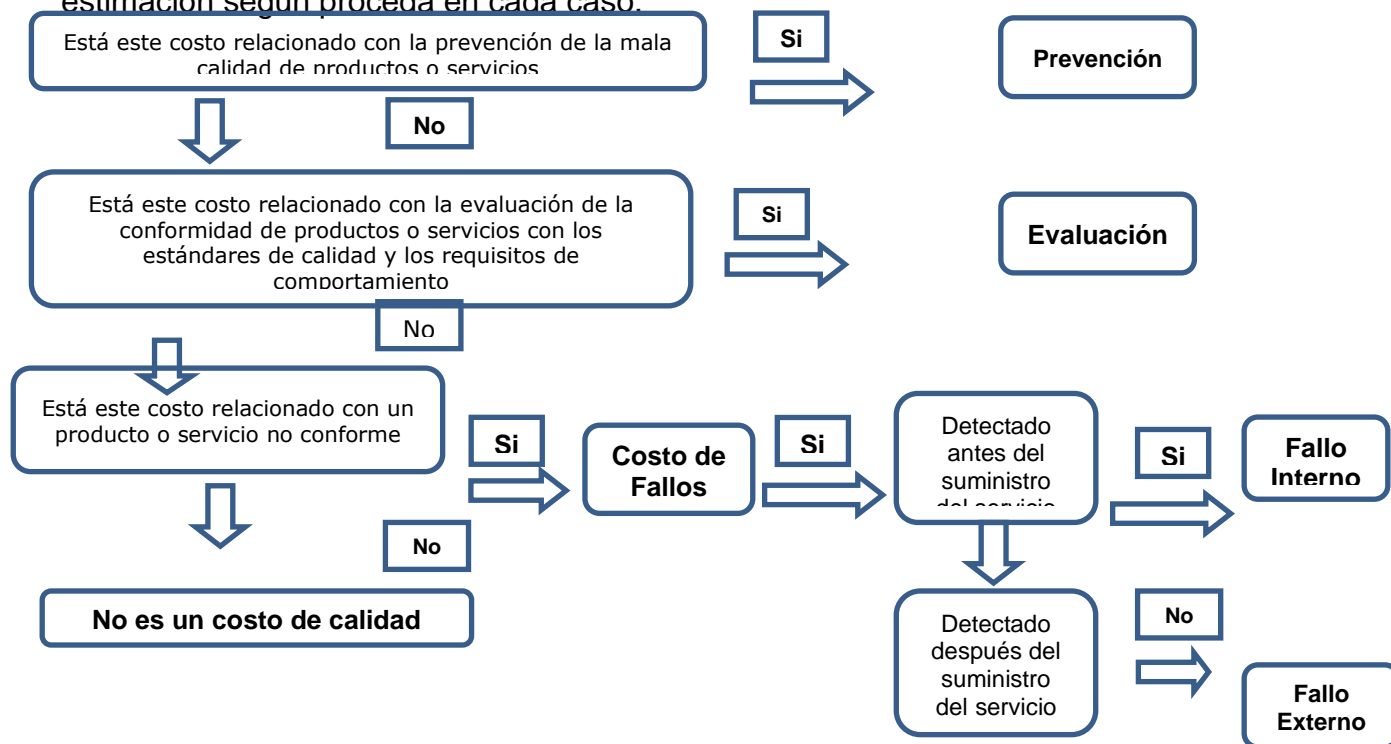 estimación según proceda en cada caso.
Está este costo relacionado con la prevención de la mala
calidad de productos o servicios
Si
Prevención
No
Está este costo relacionado con la evaluación de la
conformidad de productos o servicios con los
estándares de calidad y los requisitos de
comportamiento
Si
Evaluación
No
Está este costo relacionado con un
producto o servicio no conforme
Si
Costo de
Fallos
Si
Detectado
antes del
suministro
del servicio
Si
Fallo
Interno
No
No es un costo de calidad
Detectado
después del
suministro
del servicio
No
Fallo
Externo